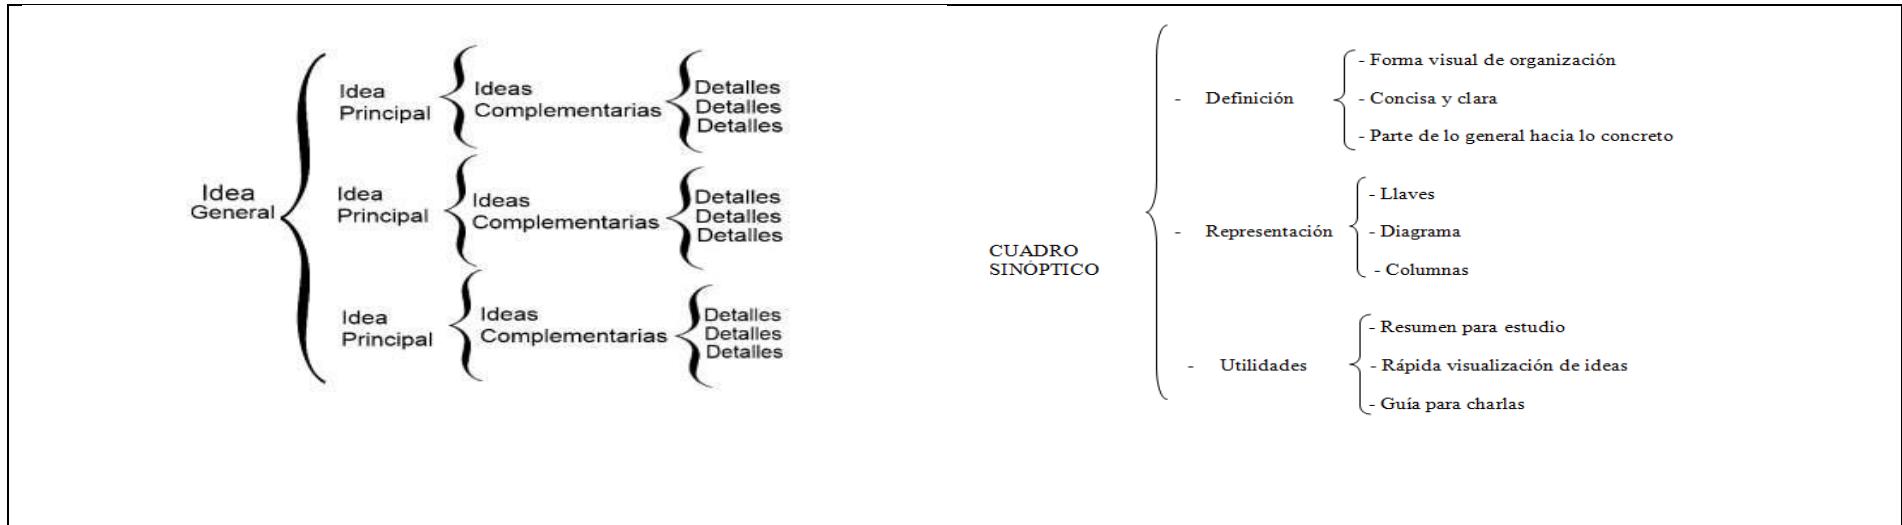 Idea
General
Idea
Principal
Ideas
Complementarias
Detalles
Detalles
Detalles
Idea
Principal
Ideas
Complementarias
Detalles
Detalles
Detalles
Idea
Principal
Ideas
Complementarias
Detalles
Detalles
Detalles
CUADRO
SINÓPTICO
- Definición
- Forma visual de organización
- Concisa y clara
- Parte de lo general hacia lo concreto
- Representación
- Llaves
- Diagrama
- Columnas
- Utilidades
- Resumen para estudio
- Rápida visualización de ideas
- Guía para charlas